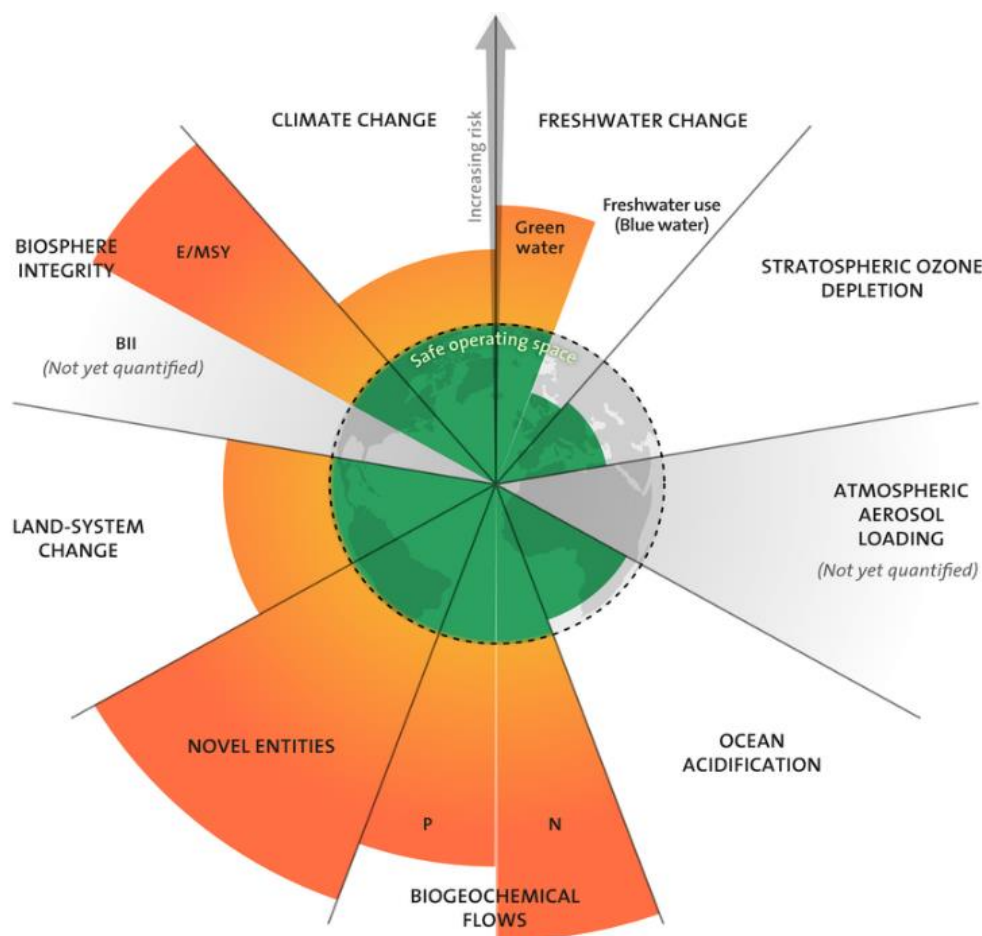 CLIMATE CHANGE
Increasing risk
FRESHWATER CHANGE
Green
water
Freshwater use
(Blue water)
STRATOSPHERIC OZONE
DEPLETION
BIOSPHERE
INTEGRITY
E/MSY
BII
(Not yet quantified)
Safe operating space
ATMOSPHERIC
AEROSOL
LOADING
(Not yet quantified)
LAND-SYSTEM
CHANGE
NOVEL ENTITIES
OCEAN
ACIDIFICATION
P
N
BIOGEOCHEMICAL
FLOWS